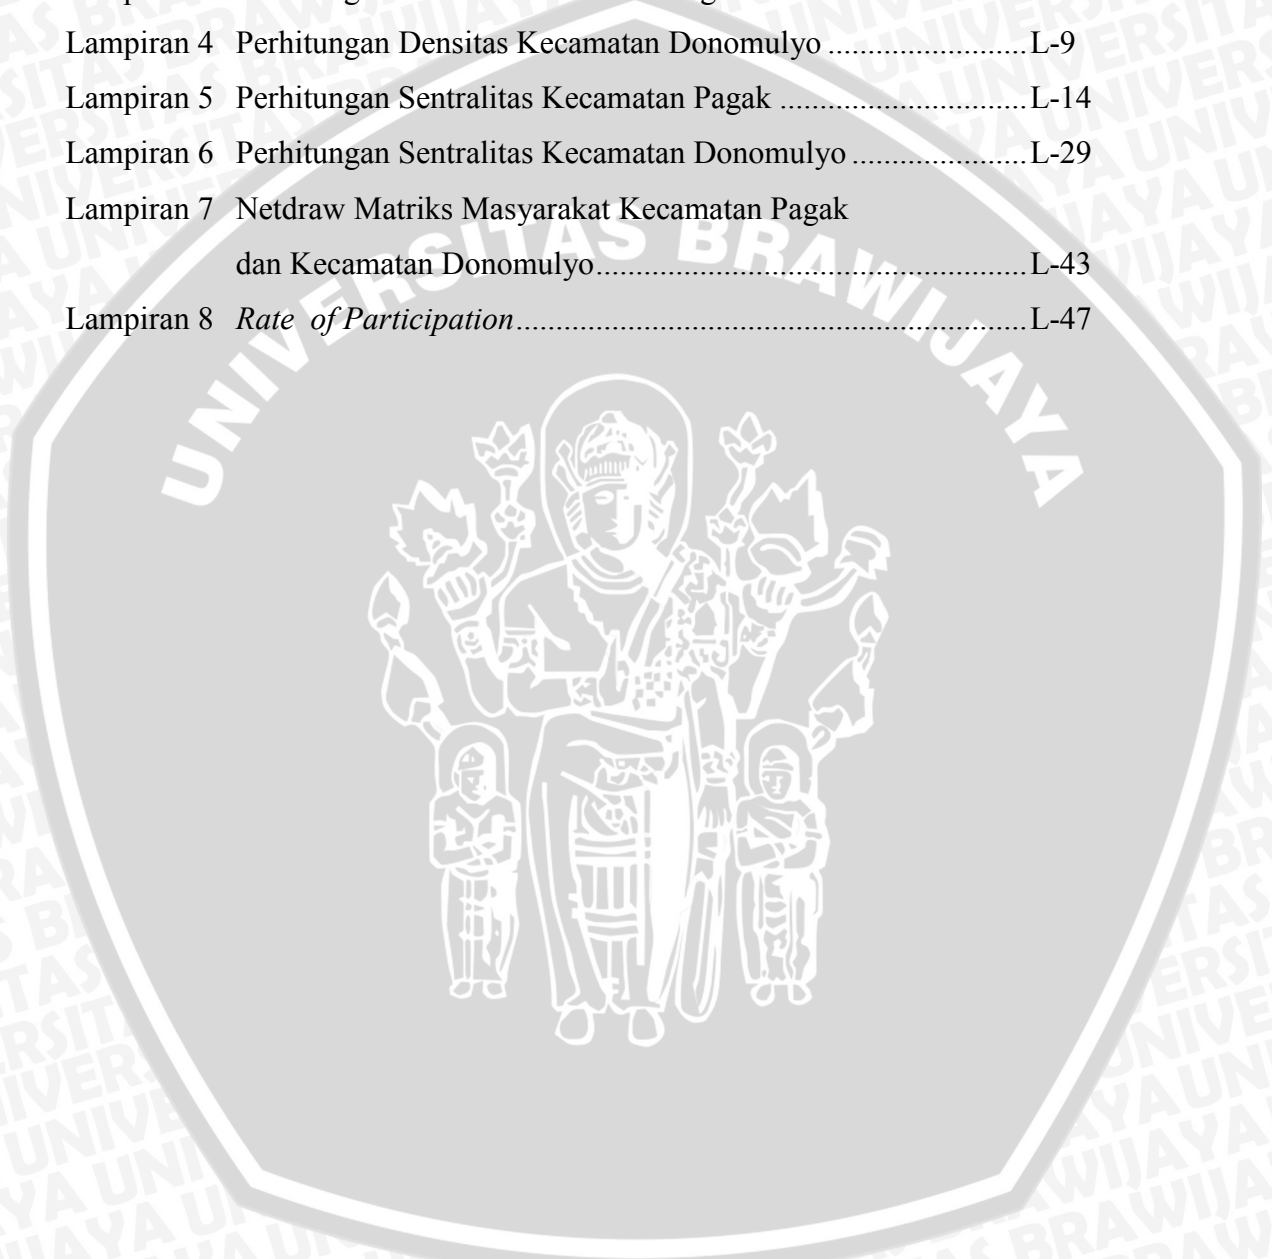 Lampiran 4 Perhitungan Densitas Kecamatan Donomulyo ........................L-9
Lampiran 5 Perhitungan Sentralitas Kecamatan Pagak ..............................L-14
Lampiran 6 Perhitungan Sentralitas Kecamatan Donomulyo .....................L-29
Lampiran 7 Netdraw Matriks Masyarakat Kecamatan Pagak
dan Kecamatan Donomulyo....................................................L-43
Lampiran 8 Rate of Participation..............................................................L-47
UNIVERSITAS BRAWIJAYA